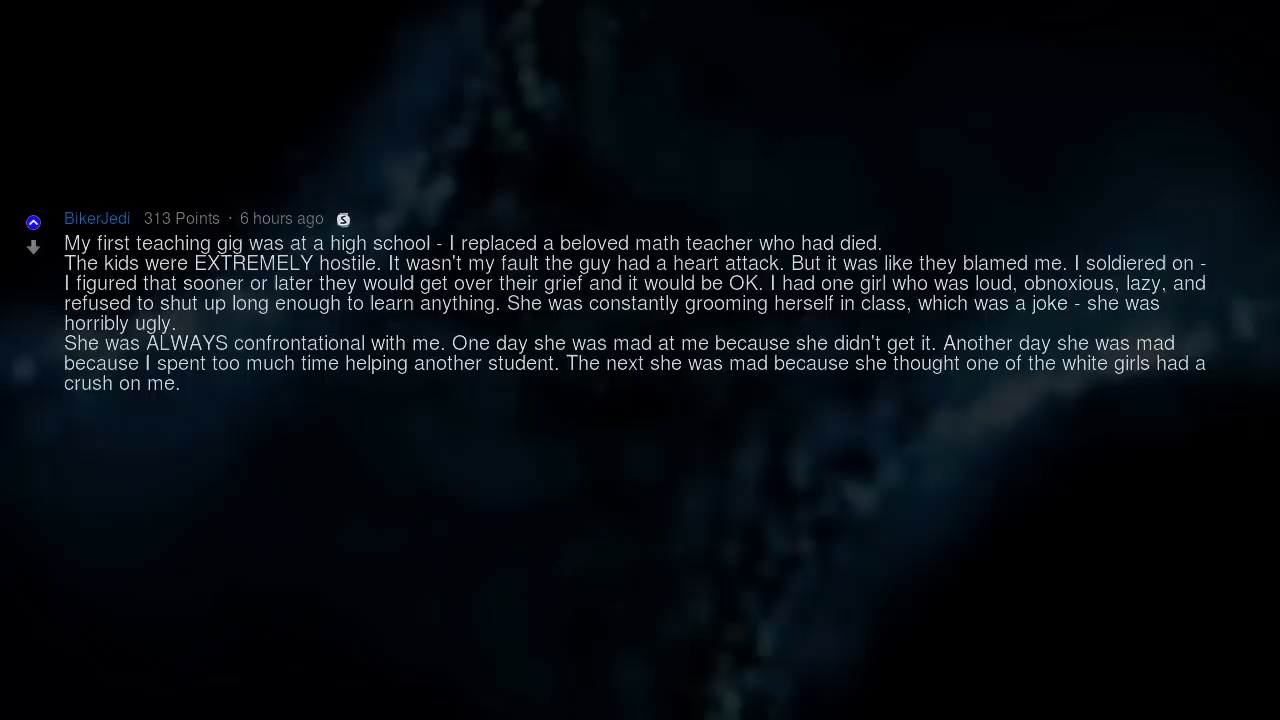 BikerJedi 313 Points · 6 hours ago
My first teaching gig was at a high school - I replaced a beloved math teacher who had died.
The kids were EXTREMELY hostile. It wasn't my fault the guy had a heart attack. But it was like they blamed me. I soldiered on -
I figured that sooner or later they would get over their grief and it would be OK. I had one girl who was loud, obnoxious, lazy, and
refused to shut up long enough to learn anything. She was constantly grooming herself in class, which was a joke - she was
horribly ugly.
She was ALWAYS confrontational with me. One day she was mad at me because she didn't get it. Another day she was mad
because I spent too much time helping another student. The next she was mad because she thought one of the white girls had a
crush on me.